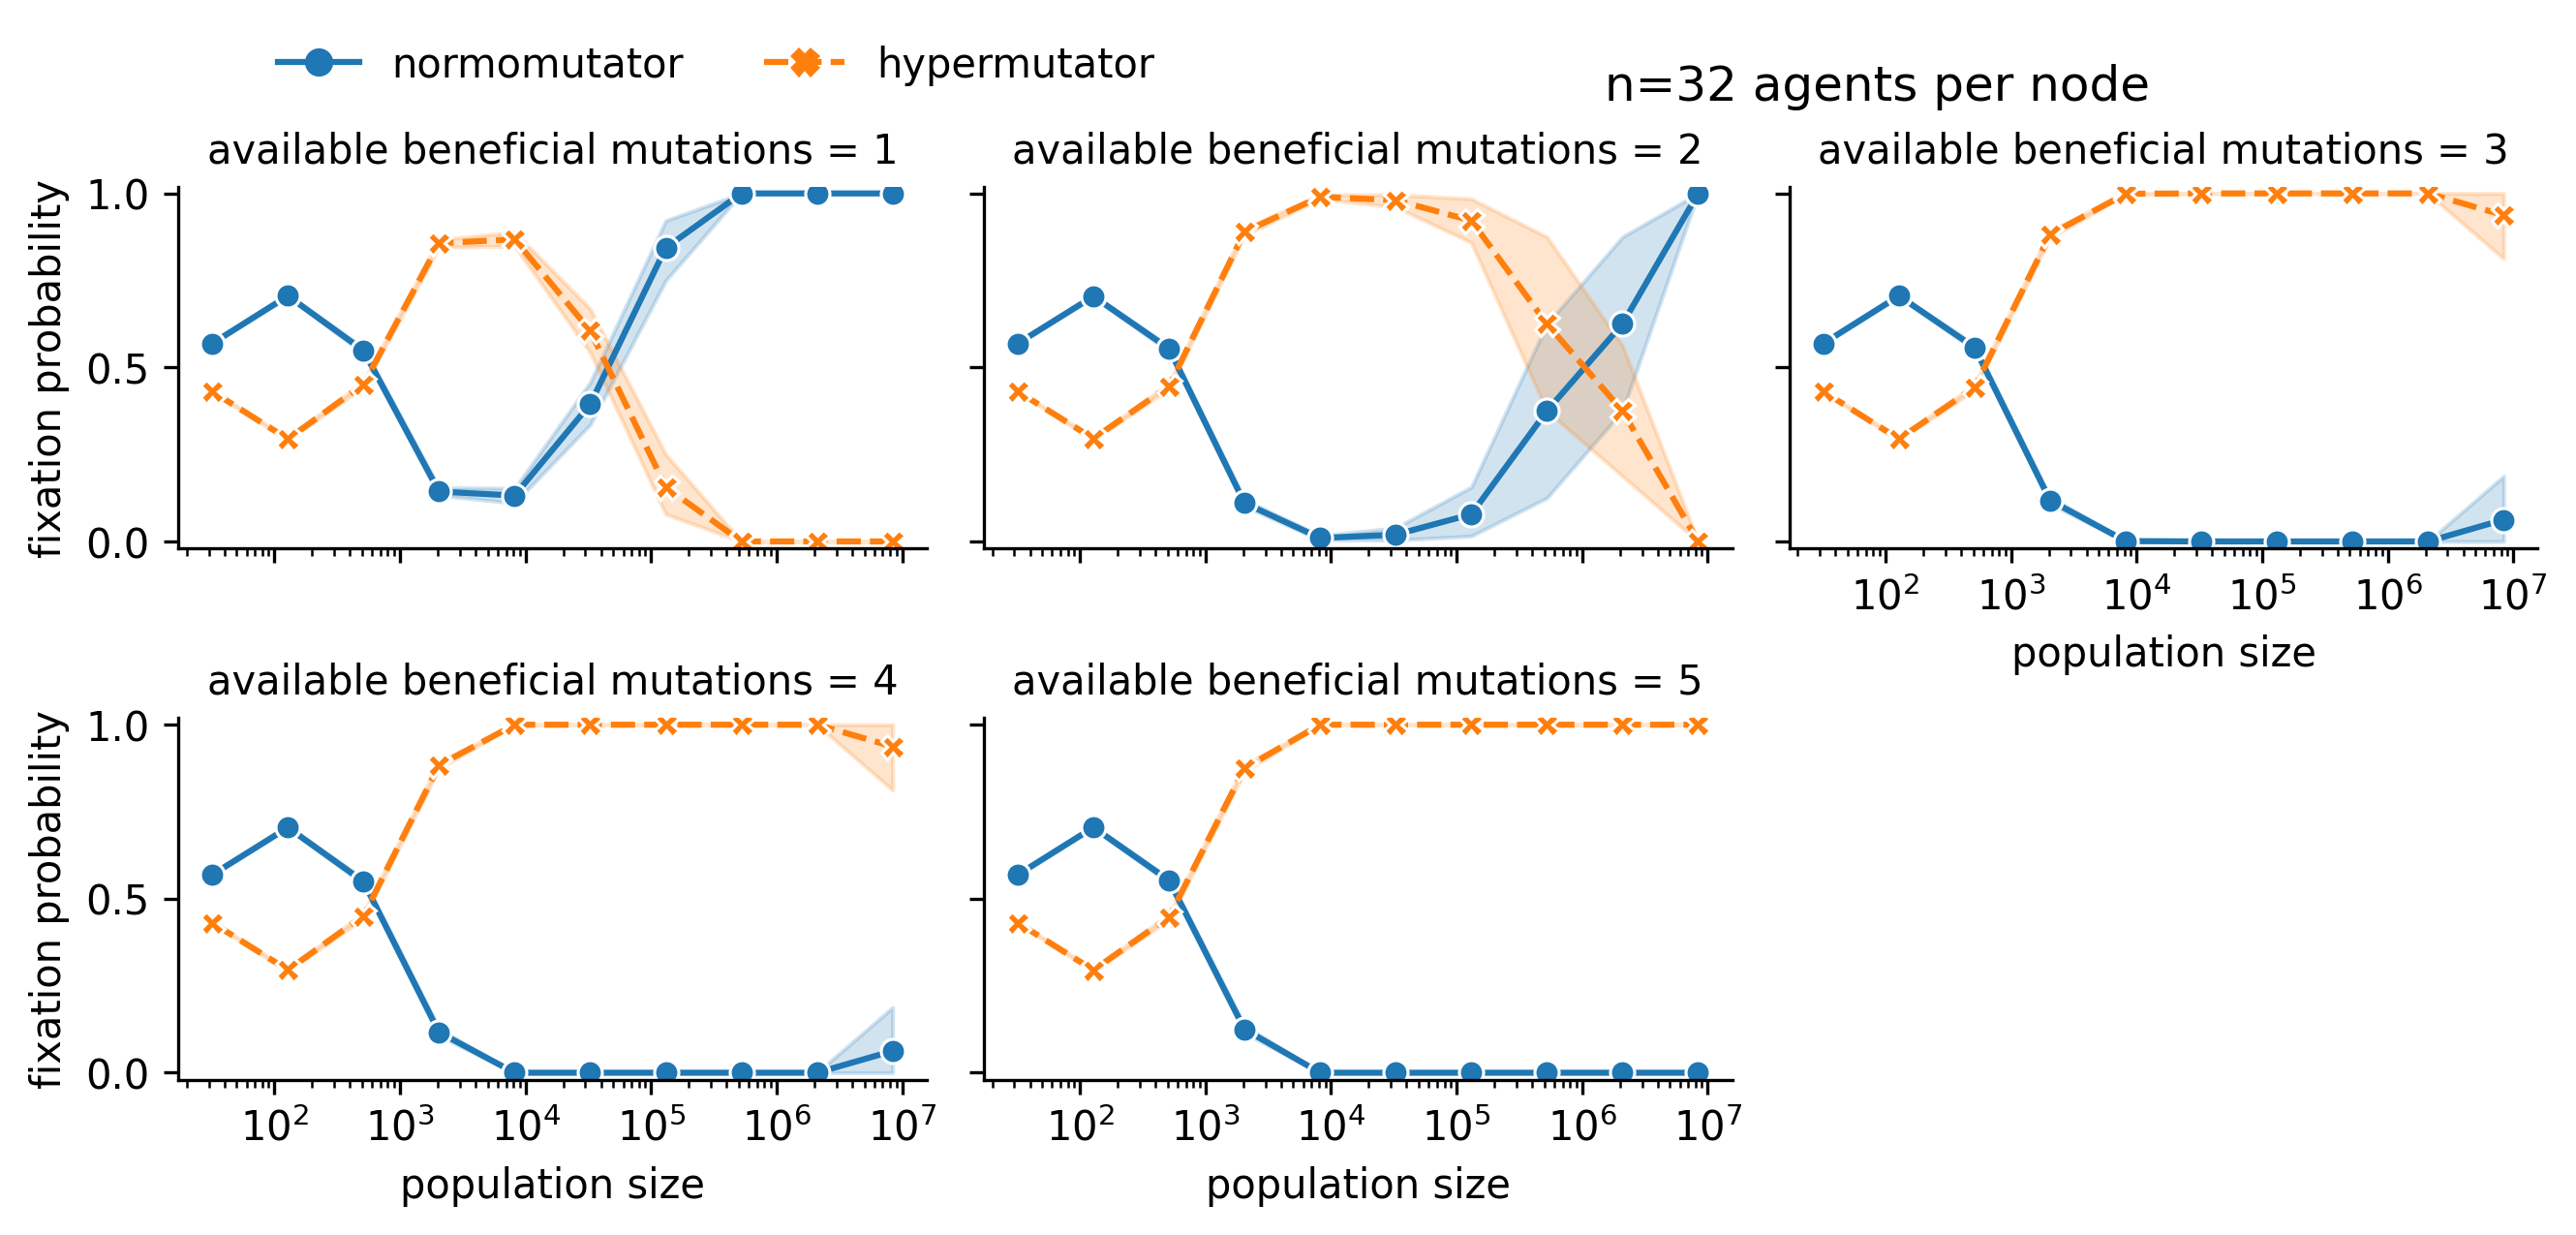 normomutator hypermutator
n=32 agents per node
available beneficial mutations = 1
available beneficial mutations = 2
available beneficial mutations = 3
fixation probability
1.0
0.5
0.0
10² 10³ 10⁴ 10⁵ 10⁶ 10⁷
population size
available beneficial mutations = 4
available beneficial mutations = 5
fixation probability
1.0
0.5
0.0
10² 10³ 10⁴ 10⁵ 10⁶ 10⁷
10² 10³ 10⁴ 10⁵ 10⁶ 10⁷
population size
population size